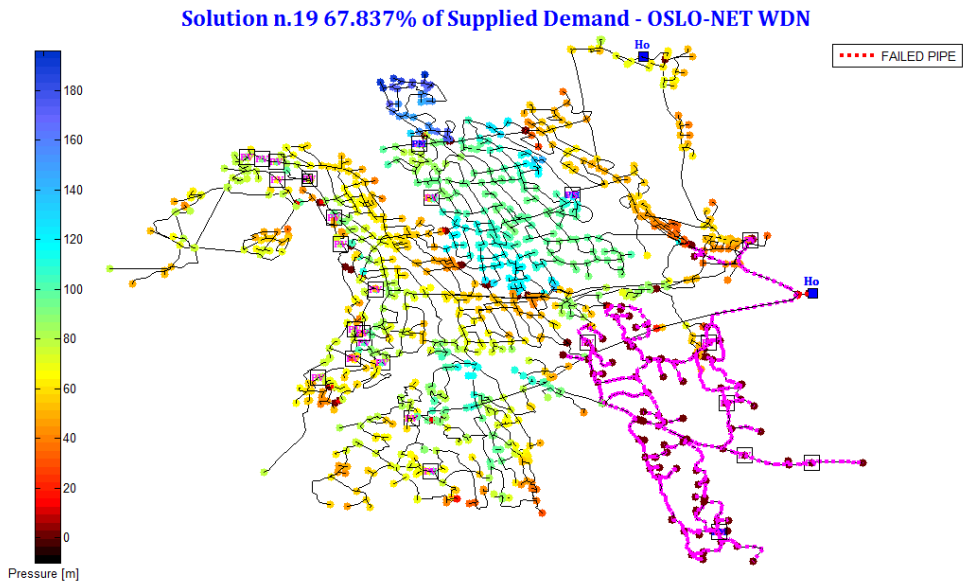 Solution n.19 67.837% of Supplied Demand - OSLO-NET WDN
Ho
FAILED PIPE
180
160
140
120
100
80
60
40
20
0
Ho
Pressure [m]